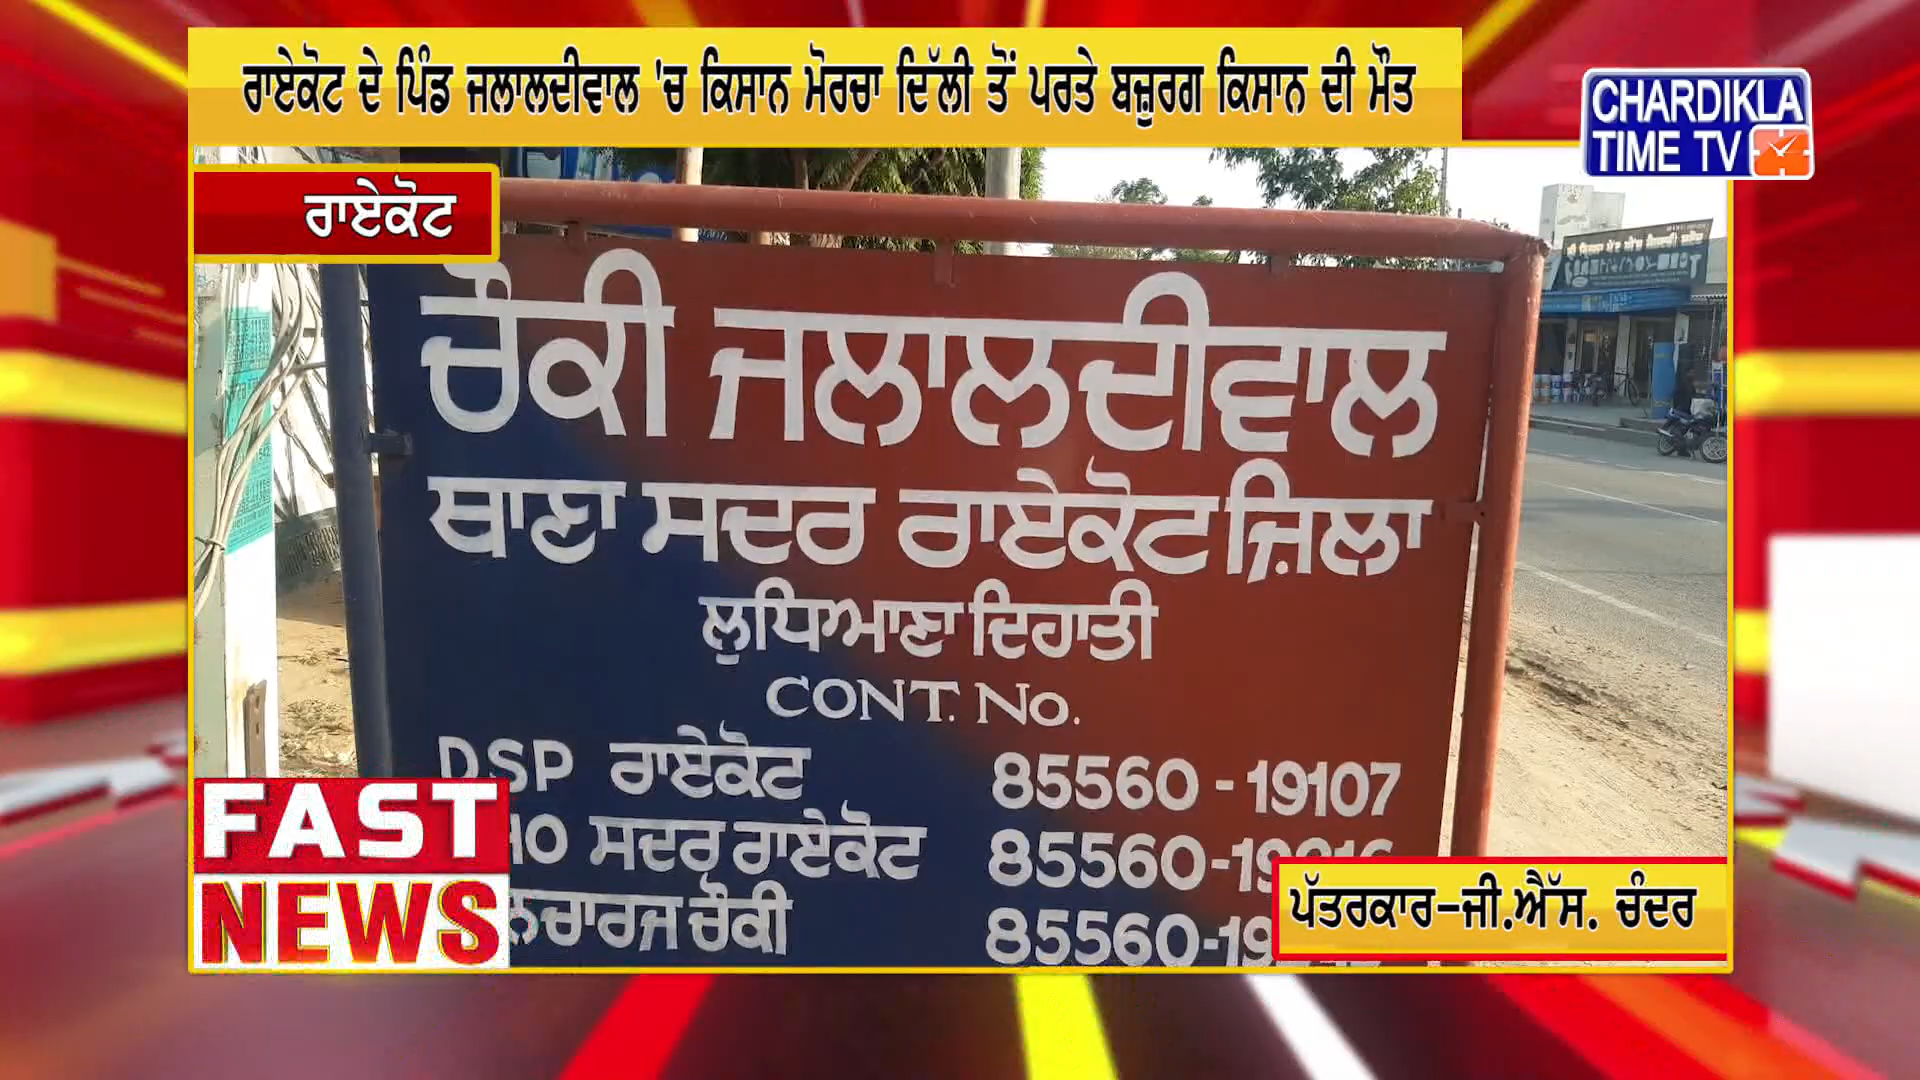 ਰਾਏਕੋਟ ਦੇ ਪਿੰਡ ਜਲਾਲਦੀਵਾਲ 'ਚ ਕਿਸਾਨ ਮੋਰਚਾ ਦਿੱਲੀ ਤੋਂ ਪਰਤੇ ਬਜ਼ੁਰਗ ਕਿਸਾਨ ਦੀ ਮੌਤ
CHARDIKLA
TIME TV
ਰਾਏਕੋਟ
ਚੌਕੀ ਜਲਾਲਦੀਵਾਲ
ਥਾਣਾ ਸਦਰ ਰਾਏਕੋਟ ਜ਼ਿਲਾ
ਲੁਧਿਆਣਾ ਦਿਹਾਤੀ
CONT. No.
DSP ਰਾਏਕੋਟ 85560-19107
ਸਦਰ ਰਾਏਕੋਟ
ਚੌਕੀ
FAST
NEWS
ਪੱਤਰਕਾਰ-ਜੀ.ਐੱਸ. ਚੰਦਰ